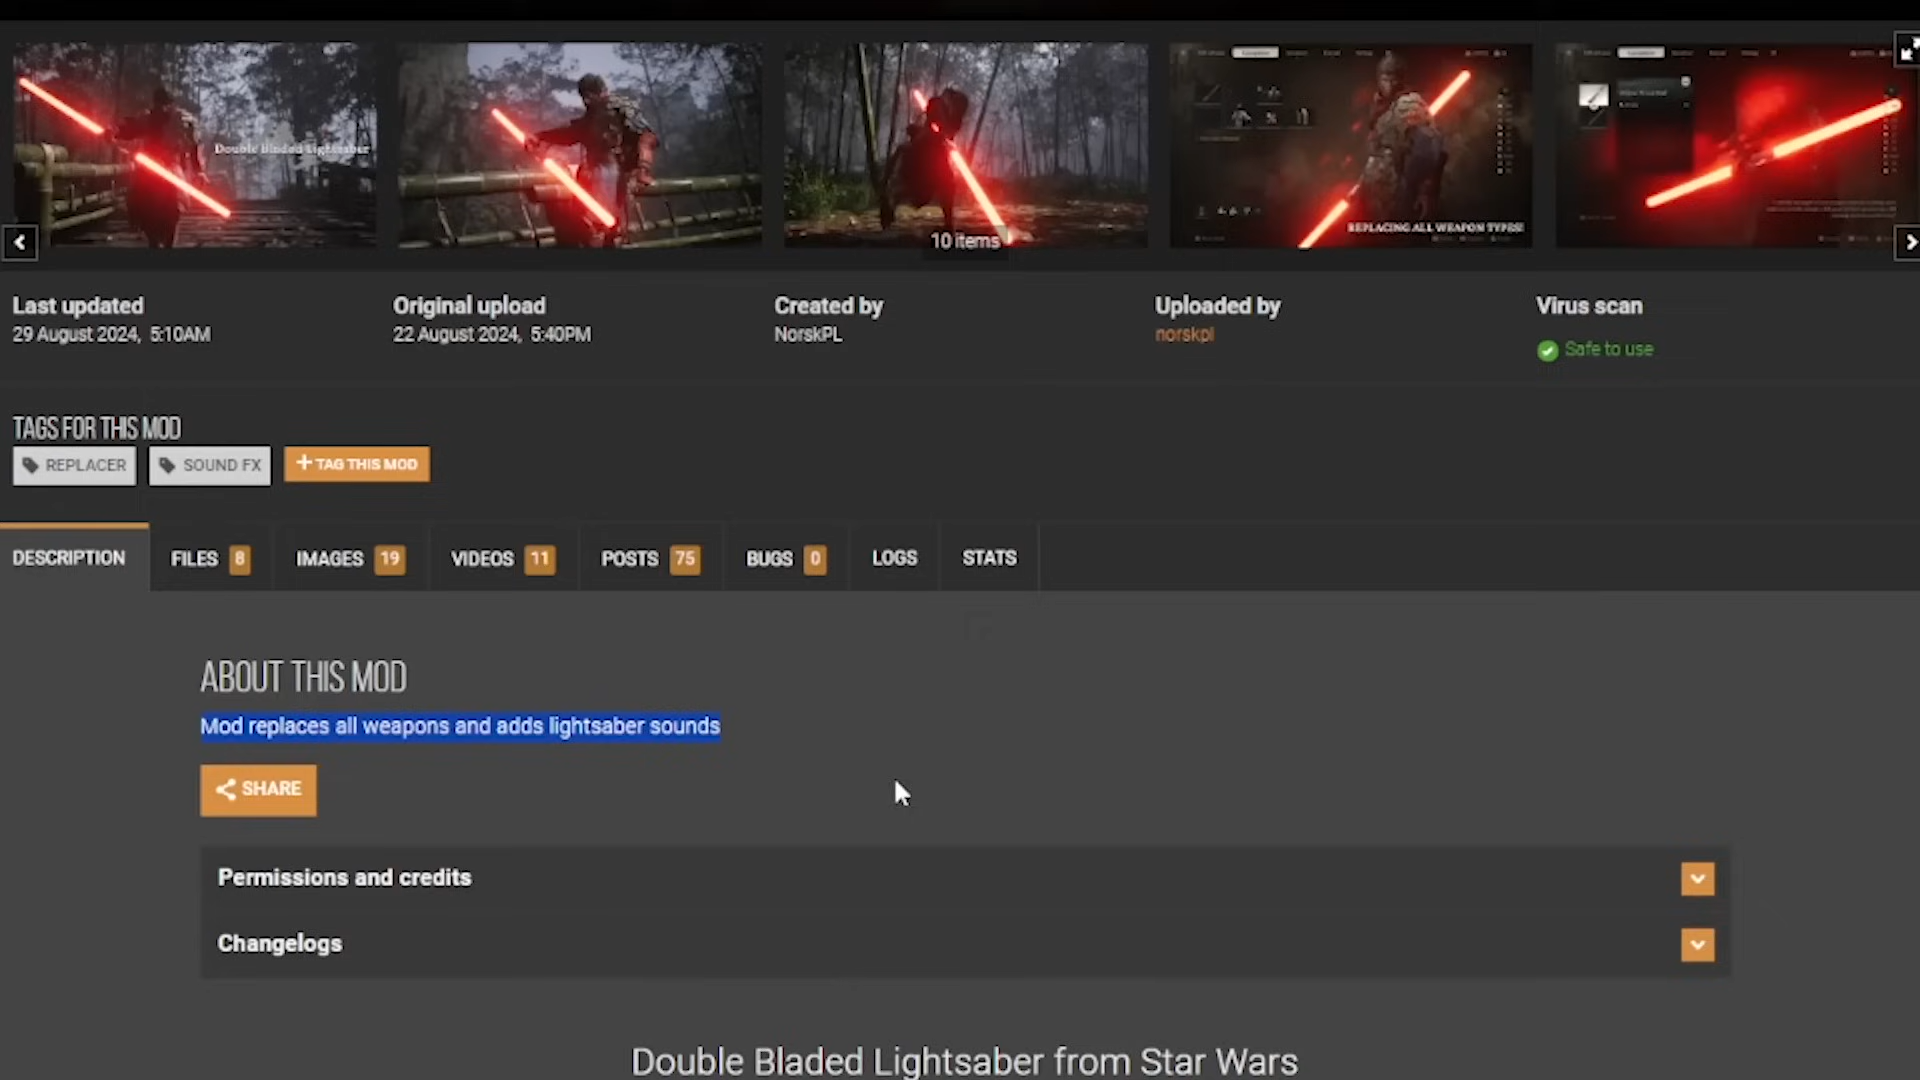 Double Bladed Lightsaber
REPLACING ALL WEAPON TYPES!
10 items
Last updated
29 August 2024, 5:10AM
Original upload
22 August 2024, 5:40PM
Created by
NorskPL
Uploaded by
norskpl
Virus scan
Safe to use
TAGS FOR THIS MOD
REPLACER
SOUND FX
+ TAG THIS MOD
DESCRIPTION
FILES 8
IMAGES 19
VIDEOS 11
POSTS 75
BUGS 0
LOGS
STATS
ABOUT THIS MOD
Mod replaces all weapons and adds lightsaber sounds
SHARE
Permissions and credits
Changelogs
Double Bladed Lightsaber from Star Wars